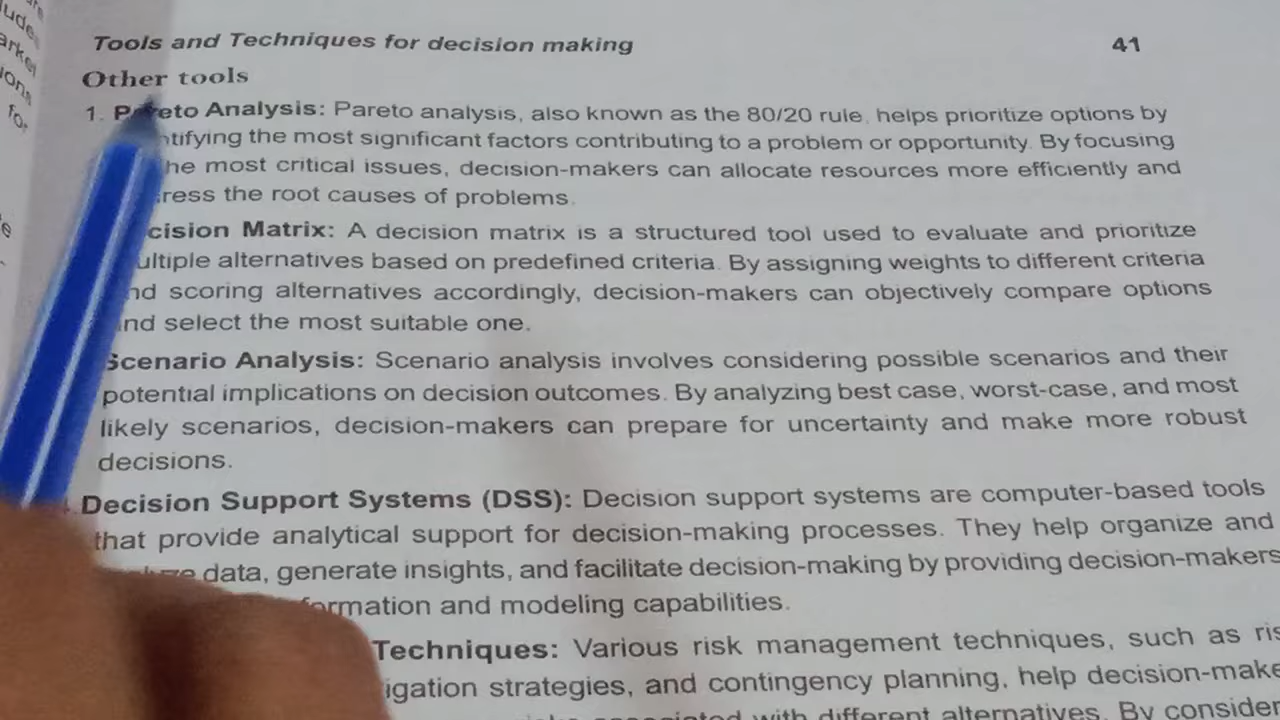 Tools and Techniques for decision making 41
Other tools
1. Pareto Analysis: Pareto analysis, also known as the 80/20 rule, helps prioritize options by
ntifying the most significant factors contributing to a problem or opportunity. By focusing
he most critical issues, decision-makers can allocate resources more efficiently and
ress the root causes of problems.
cision Matrix: A decision matrix is a structured tool used to evaluate and prioritize
ultiple alternatives based on predefined criteria. By assigning weights to different criteria
nd scoring alternatives accordingly, decision-makers can objectively compare options
nd select the most suitable one.
Scenario Analysis: Scenario analysis involves considering possible scenarios and their
potential implications on decision outcomes. By analyzing best case, worst-case, and most
likely scenarios, decision-makers can prepare for uncertainty and make more robust
decisions.
Decision Support Systems (DSS): Decision support systems are computer-based tools
that provide analytical support for decision-making processes. They help organize and
data, generate insights, and facilitate decision-making by providing decision-makers
ormation and modeling capabilities.
Techniques: Various risk management techniques, such as ris
igation strategies, and contingency planning, help decision-make
associated with different alternatives. By consider